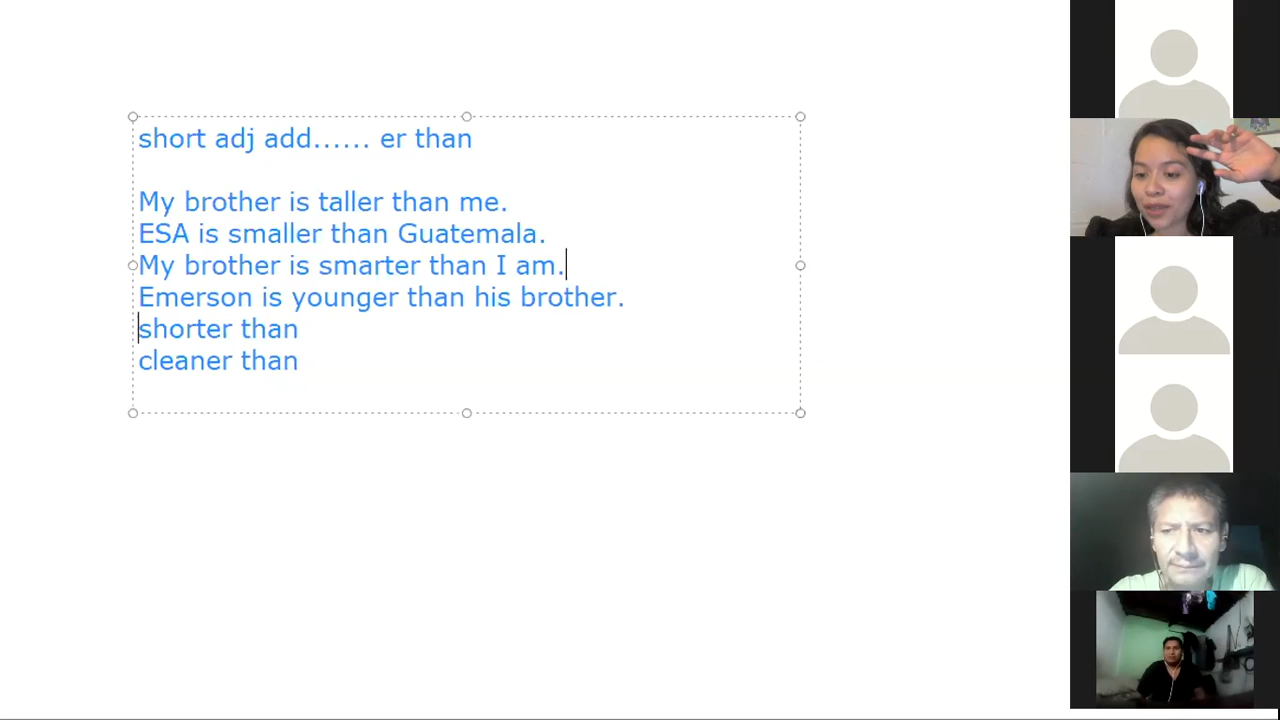 short adj add...... er than
My brother is taller than me.
ESA is smaller than Guatemala.
My brother is smarter than I am.
Emerson is younger than his brother.
shorter than
cleaner than